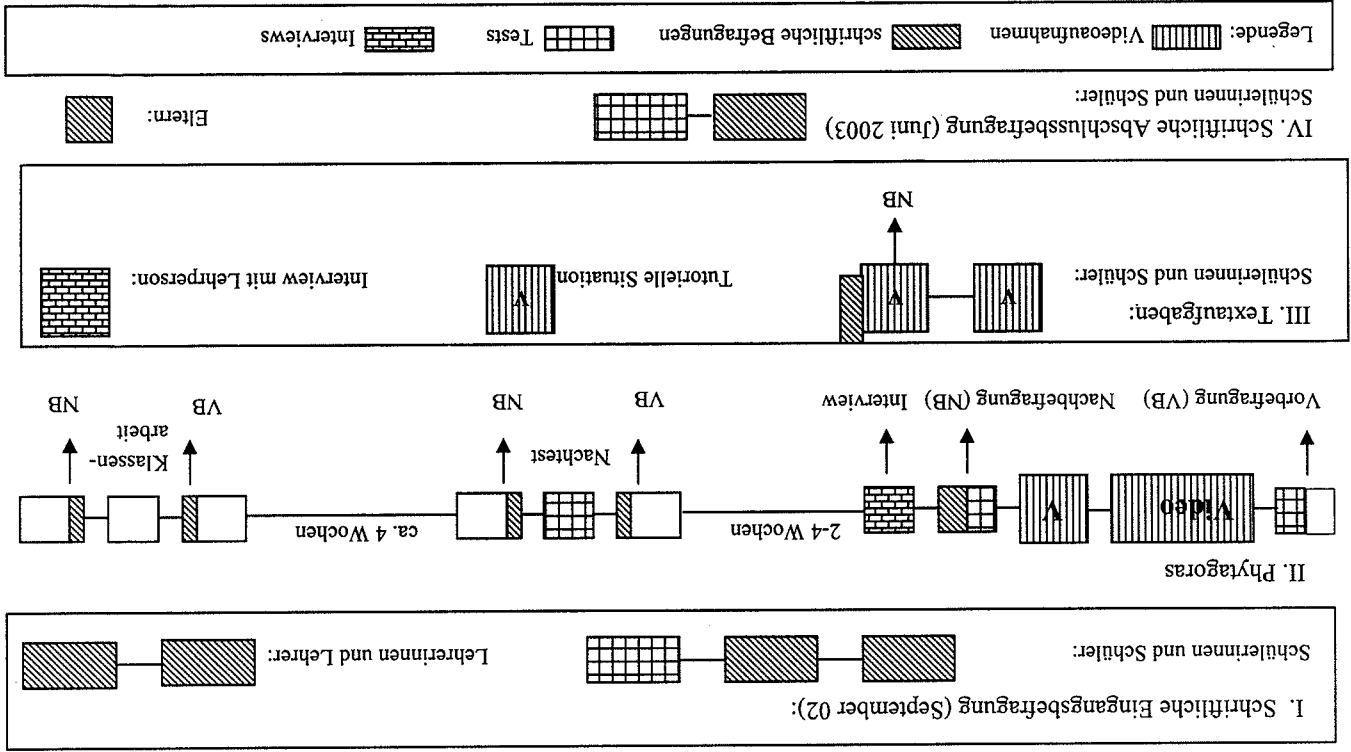 I. Schriftliche Eingangsbefragung (September 02):
Schülerinnen und Schüler:
Lehrerinnen und Lehrer:
II. Phytagoras
Video
V
2-4 Wochen
ca. 4 Wochen
Vorbefragung (VB)
Nachbefragung (NB)
Interview
VB
Nachtest
NB
VB
Klassen-
arbeit
NB
III. Textaufgaben:
Schülerinnen und Schüler:
V
V
NB
Tutorielle Situation
V
Interview mit Lehrperson:
IV. Schriftliche Abschlussbefragung (Juni 2003)
Schülerinnen und Schüler:
Eltern:
Legende:
Videoaufnahmen
schriftliche Befragungen
Tests
Interviews